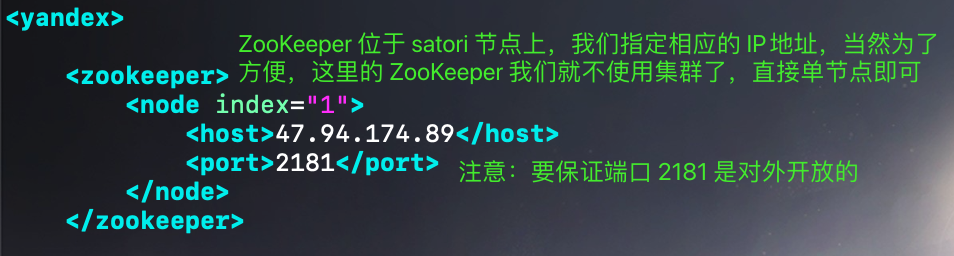 <yandex>
ZooKeeper 位于 satori 节点上，我们指定相应的 IP 地址，当然为了
方便，这里的 ZooKeeper 我们就不使用集群了，直接单节点即可
<zookeeper>
<node index="1">
<host>47.94.174.89</host>
<port>2181</port>
注意：要保证端口 2181 是对外开放的
</node>
</zookeeper>